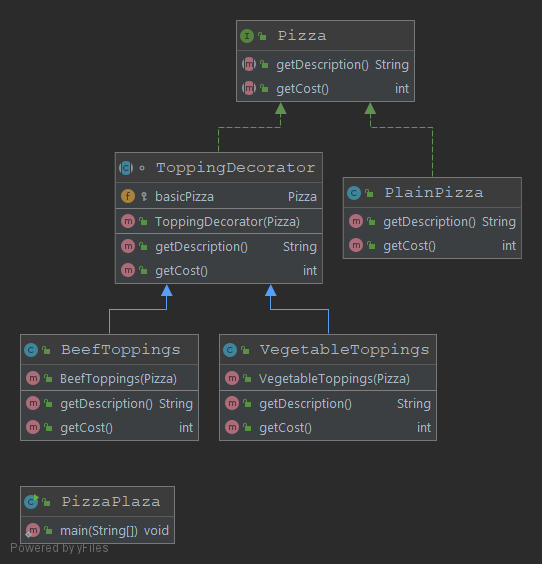 Pizza
getDescription() String
getCost() int
ToppingDecorator
basicPizza Pizza
ToppingDecorator(Pizza)
getDescription() String
getCost() int
PlainPizza
getDescription() String
getCost() int
BeefToppings
BeefToppings(Pizza)
getDescription() String
getCost() int
VegetableToppings
VegetableToppings(Pizza)
getDescription() String
getCost() int
PizzaPlaza
main(String[]) void
Powered by yFiles